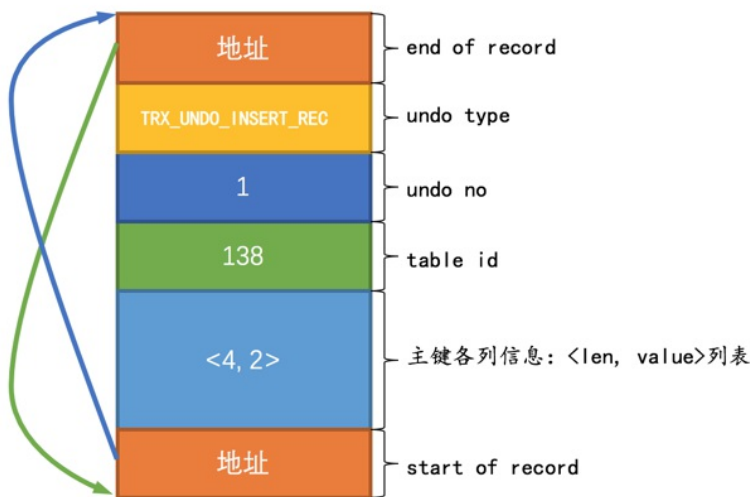 地址 end of record
TRX_UNDO_INSERT_REC undo type
1 undo no
138 table id
<4, 2> 主键各列信息：<len, value>列表
地址 start of record